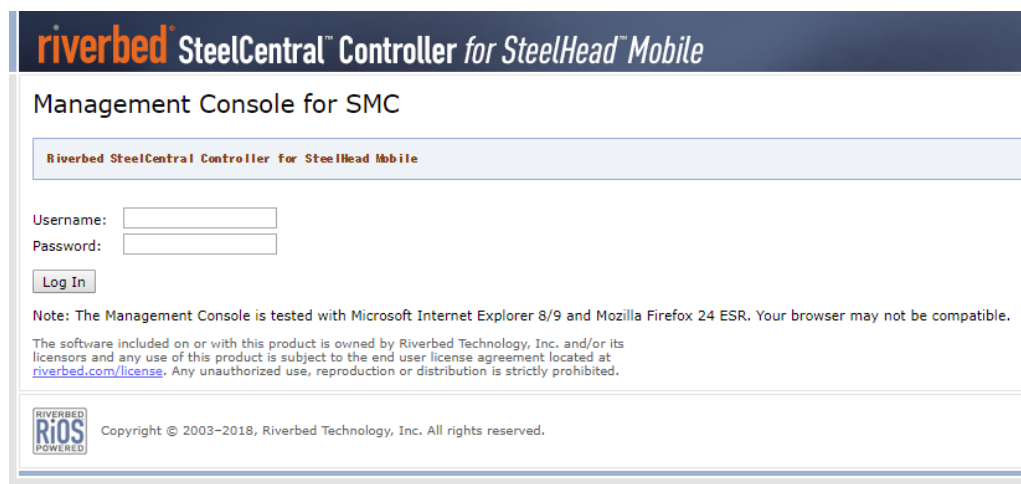 riverbed® SteelCentral™ Controller for SteelHead™ Mobile
Management Console for SMC
Riverbed SteelCentral Controller for SteelHead Mobile
Username:
Password:
Log In
Note: The Management Console is tested with Microsoft Internet Explorer 8/9 and Mozilla Firefox 24 ESR. Your browser may not be compatible.
The software included on or with this product is owned by Riverbed Technology, Inc. and/or its
licensors and any use of this product is subject to the end user license agreement located at
riverbed.com/license. Any unauthorized use, reproduction or distribution is strictly prohibited.
RIVERBED
RiOS
POWERED
Copyright © 2003–2018, Riverbed Technology, Inc. All rights reserved.